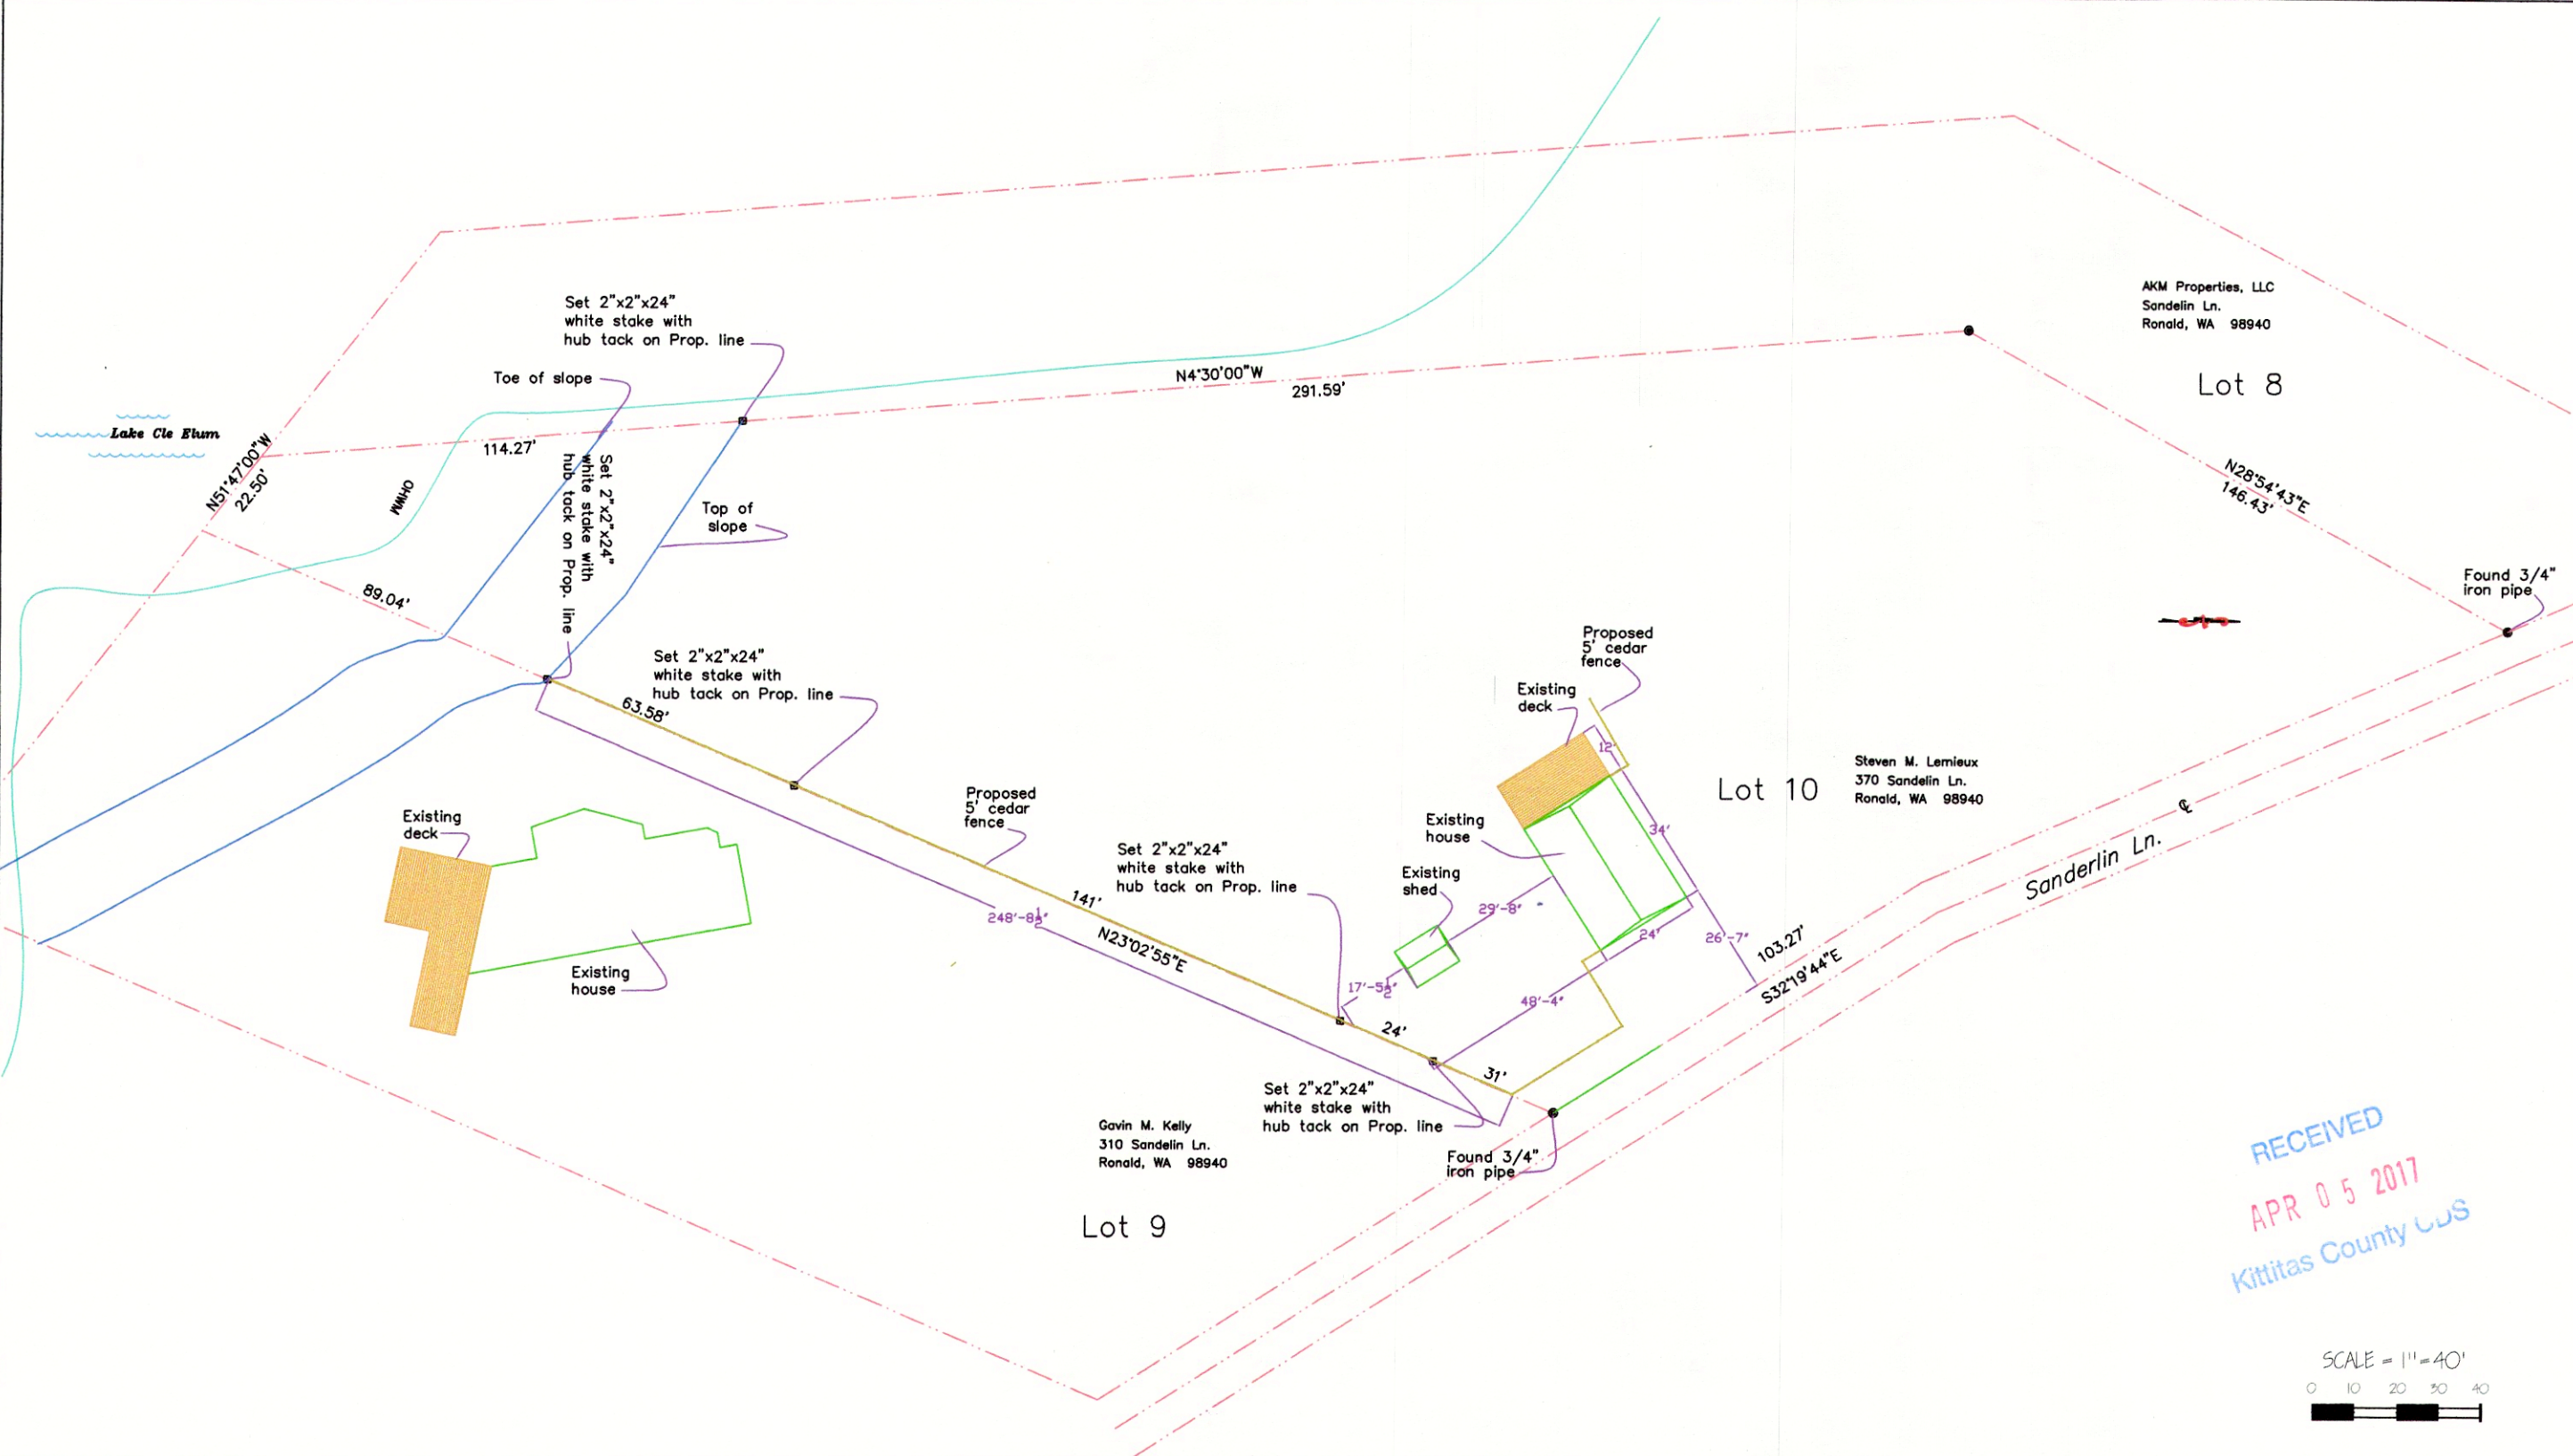 Set 2"x2"x24"
white stake with
hub tack on Prop. line
Toe of slope
Lake Cle Elum
N51°47'00"W
22.50'
114.27'
OHWM
Set 2"x2"x24"
white stake with
hub tack on Prop. line
Top of
slope
N4°30'00"W
291.59'
AKM Properties, LLC
Sandelin Ln.
Ronald, WA 98940
Lot 8
N28°54'43"E
146.43'
Found 3/4"
iron pipe
89.04'
Set 2"x2"x24"
white stake with
hub tack on Prop. line
63.58'
Proposed
5' cedar
fence
Existing
deck
12'
Existing
house
34'
Lot 10
Steven M. Lemieux
370 Sandelin Ln.
Ronald, WA 98940
℄
Sanderlin Ln.
Existing
deck
Existing
house
Proposed
5' cedar
fence
Set 2"x2"x24"
white stake with
hub tack on Prop. line
Existing
shed
141'
248'-8½"
N23°02'55"E
29'-8"
24'
26'-7"
103.27'
S32°19'44"E
17'-5½"
48'-4"
24'
31'
Set 2"x2"x24"
white stake with
hub tack on Prop. line
Found 3/4"
iron pipe
Gavin M. Kelly
310 Sandelin Ln.
Ronald, WA 98940
Lot 9
RECEIVED
APR 05 2017
Kittitas County CDS
SCALE = 1"=40'
0 10 20 30 40